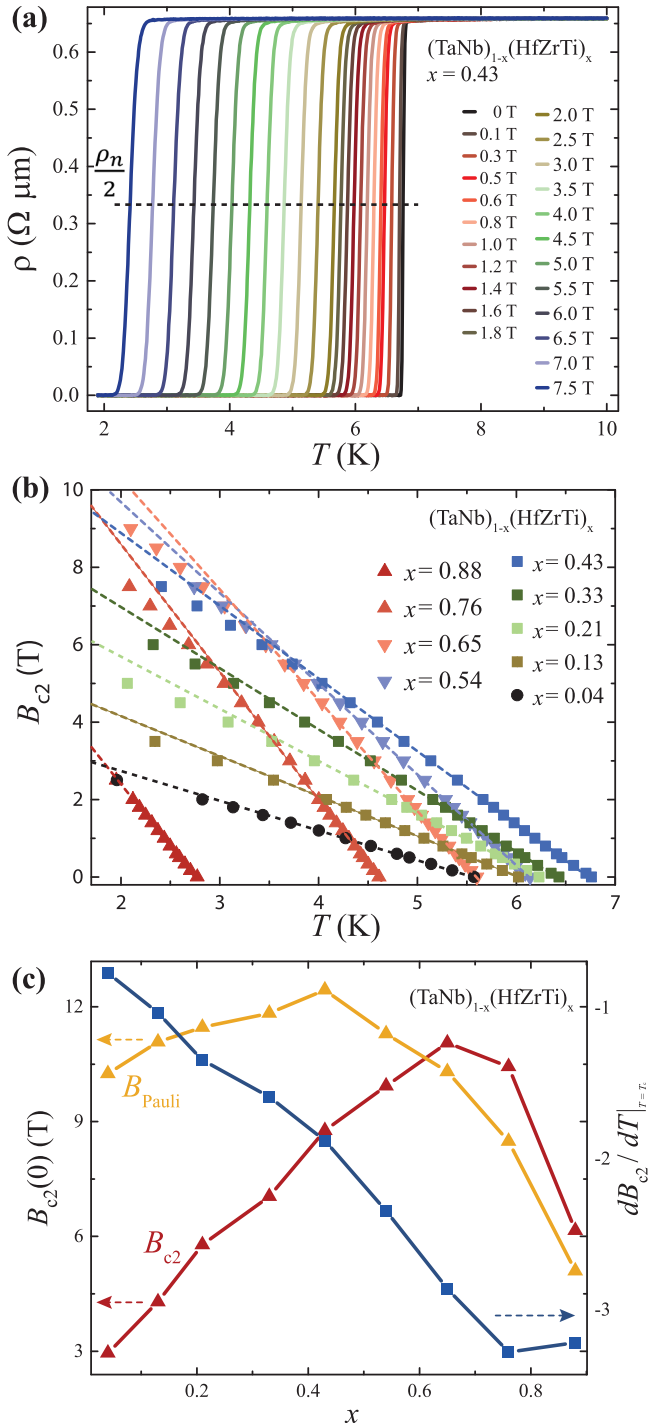 (a)
(TaNb)1-x(HfZrTi)x
x = 0.43
0 T
0.1 T
0.3 T
0.5 T
0.6 T
0.8 T
1.0 T
1.2 T
1.4 T
1.6 T
1.8 T
2.0 T
2.5 T
3.0 T
3.5 T
4.0 T
4.5 T
5.0 T
5.5 T
6.0 T
6.5 T
7.0 T
7.5 T
ρn
2
ρ (Ω µm)
0.6
0.5
0.4
0.3
0.2
0.1
0.0
2 4 6 8 10
T (K)
(b)
(TaNb)1-x(HfZrTi)x
x = 0.88
x = 0.76
x = 0.65
x = 0.54
x = 0.43
x = 0.33
x = 0.21
x = 0.13
x = 0.04
Bc2 (T)
10
8
6
4
2
0
2 3 4 5 6 7
T (K)
(c)
(TaNb)1-x(HfZrTi)x
BPauli
Bc2
Bc2(0) (T)
12
9
6
3
-1
-2
-3
dBc2 / dT|T = Tc
0.2 0.4 0.6 0.8
x